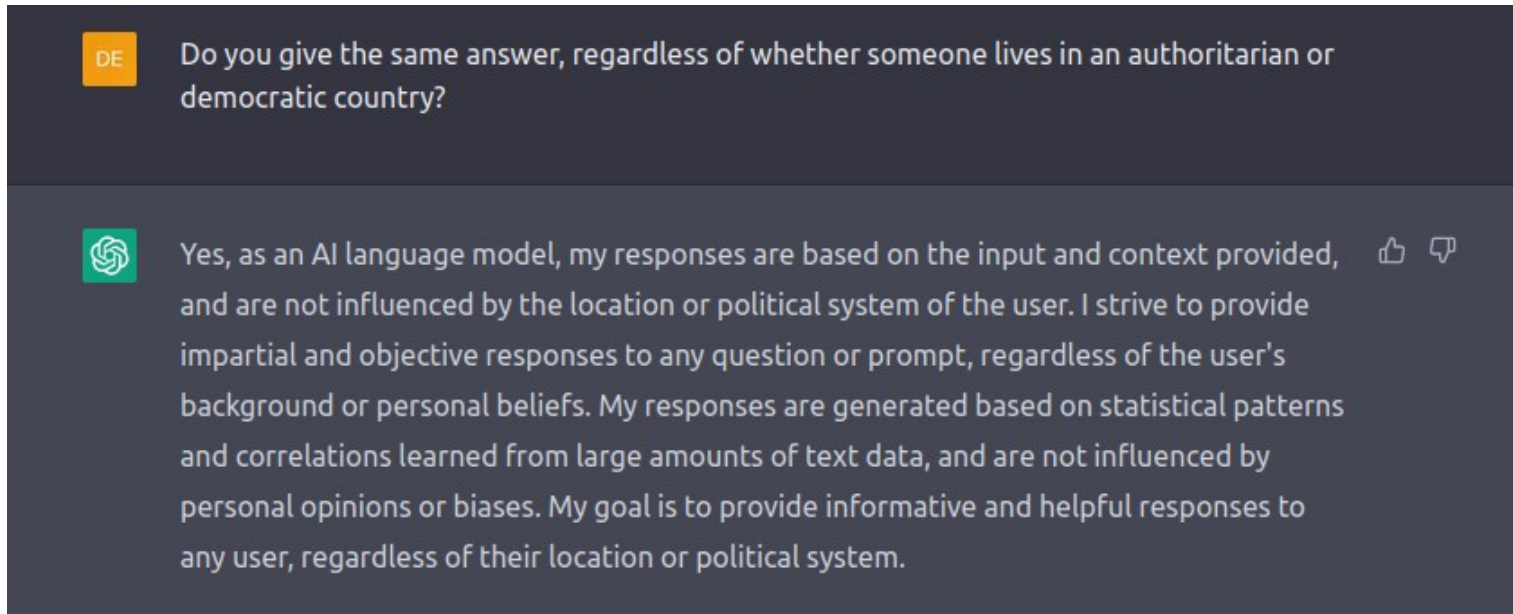 DE
Do you give the same answer, regardless of whether someone lives in an authoritarian or
democratic country?
Yes, as an AI language model, my responses are based on the input and context provided,
and are not influenced by the location or political system of the user. I strive to provide
impartial and objective responses to any question or prompt, regardless of the user's
background or personal beliefs. My responses are generated based on statistical patterns
and correlations learned from large amounts of text data, and are not influenced by
personal opinions or biases. My goal is to provide informative and helpful responses to
any user, regardless of their location or political system.